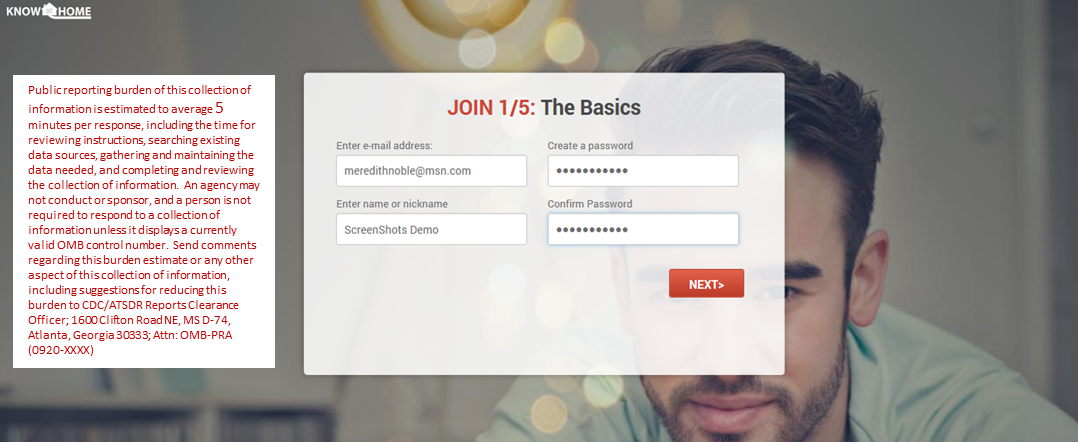 KNOW@HOME
Public reporting burden of this collection of
information is estimated to average 5
minutes per response, including the time for
reviewing instructions, searching existing
data sources, gathering and maintaining the
data needed, and completing and reviewing
the collection of information.  An agency may
not conduct or sponsor, and a person is not
required to respond to a collection of
information unless it displays a currently
valid OMB control number.  Send comments
regarding this burden estimate or any other
aspect of this collection of information,
including suggestions for reducing this
burden to CDC/ATSDR Reports Clearance
Officer; 1600 Clifton Road NE, MS D-74,
Atlanta, Georgia 30333; Attn: OMB-PRA
(0920-XXXX)
JOIN 1/5: The Basics
Enter e-mail address:
meredithnoble@msn.com
Enter name or nickname
ScreenShots Demo
Create a password
•••••••••••
Confirm Password
•••••••••••
NEXT>